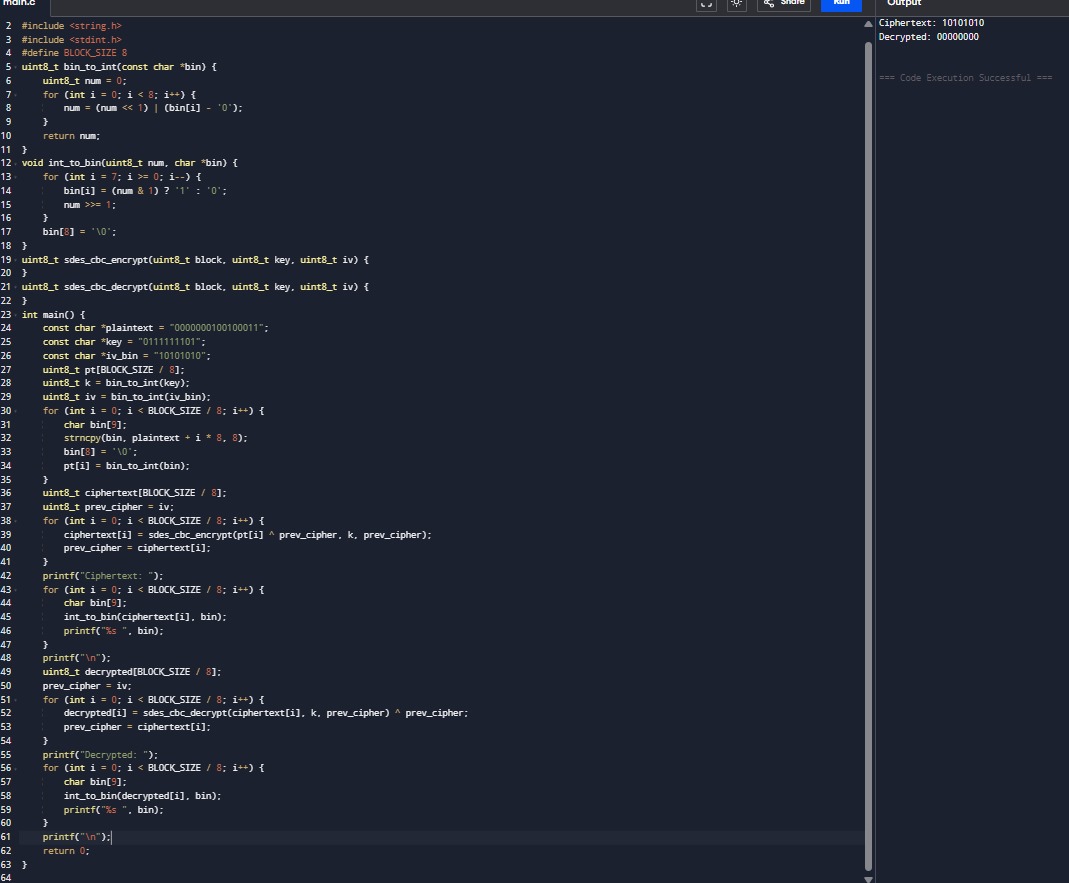 main.c
Share
Run
Output
2 #include <string.h>
3 #include <stdint.h>
4 #define BLOCK_SIZE 8
5 uint8_t bin_to_int(const char *bin) {
6     uint8_t num = 0;
7     for (int i = 0; i < 8; i++) {
8         num = (num << 1) | (bin[i] - '0');
9     }
10     return num;
11 }
12 void int_to_bin(uint8_t num, char *bin) {
13     for (int i = 7; i >= 0; i--) {
14         bin[i] = (num & 1) ? '1' : '0';
15         num >>= 1;
16     }
17     bin[8] = '\0';
18 }
19 uint8_t sdes_cbc_encrypt(uint8_t block, uint8_t key, uint8_t iv) {
20 }
21 uint8_t sdes_cbc_decrypt(uint8_t block, uint8_t key, uint8_t iv) {
22 }
23 int main() {
24     const char *plaintext = "0000000100100011";
25     const char *key = "0111111101";
26     const char *iv_bin = "10101010";
27     uint8_t pt[BLOCK_SIZE / 8];
28     uint8_t k = bin_to_int(key);
29     uint8_t iv = bin_to_int(iv_bin);
30     for (int i = 0; i < BLOCK_SIZE / 8; i++) {
31         char bin[9];
32         strncpy(bin, plaintext + i * 8, 8);
33         bin[8] = '\0';
34         pt[i] = bin_to_int(bin);
35     }
36     uint8_t ciphertext[BLOCK_SIZE / 8];
37     uint8_t prev_cipher = iv;
38     for (int i = 0; i < BLOCK_SIZE / 8; i++) {
39         ciphertext[i] = sdes_cbc_encrypt(pt[i] ^ prev_cipher, k, prev_cipher);
40         prev_cipher = ciphertext[i];
41     }
42     printf("Ciphertext: ");
43     for (int i = 0; i < BLOCK_SIZE / 8; i++) {
44         char bin[9];
45         int_to_bin(ciphertext[i], bin);
46         printf("%s ", bin);
47     }
48     printf("\n");
49     uint8_t decrypted[BLOCK_SIZE / 8];
50     prev_cipher = iv;
51     for (int i = 0; i < BLOCK_SIZE / 8; i++) {
52         decrypted[i] = sdes_cbc_decrypt(ciphertext[i], k, prev_cipher) ^ prev_cipher;
53         prev_cipher = ciphertext[i];
54     }
55     printf("Decrypted: ");
56     for (int i = 0; i < BLOCK_SIZE / 8; i++) {
57         char bin[9];
58         int_to_bin(decrypted[i], bin);
59         printf("%s ", bin);
60     }
61     printf("\n");
62     return 0;
63 }
64
Ciphertext: 10101010
Decrypted: 00000000
=== Code Execution Successful ===